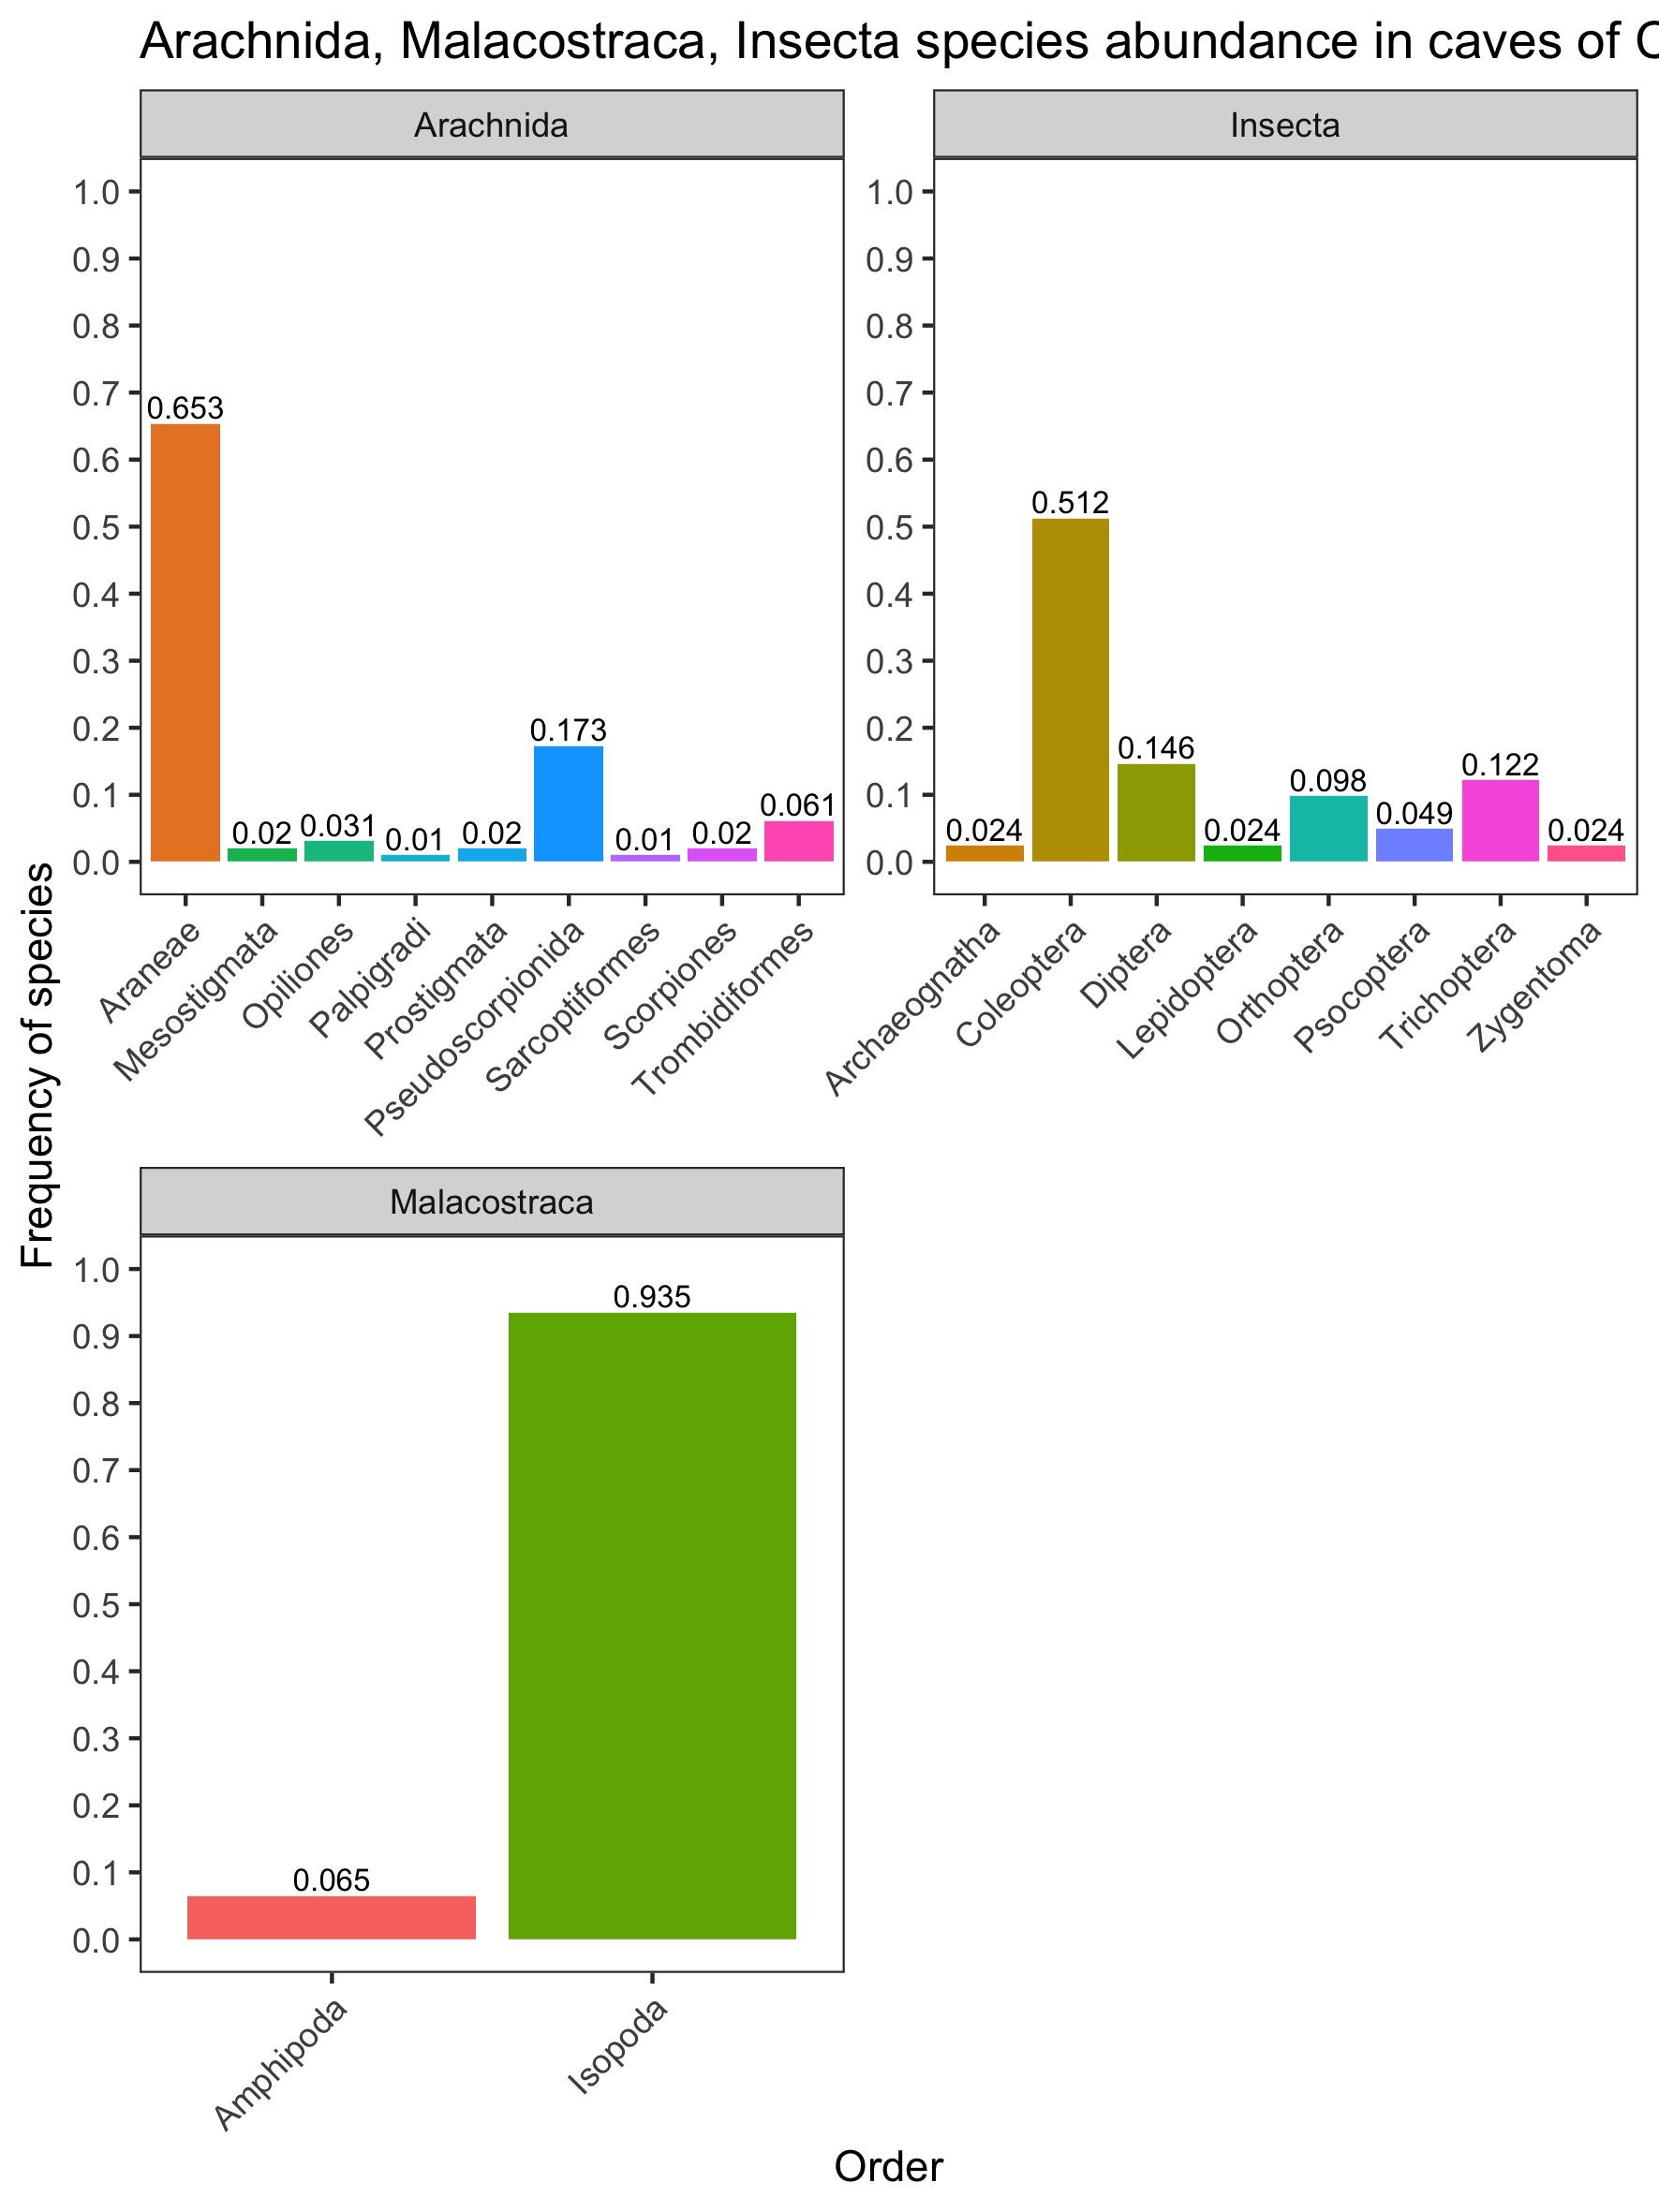 Arachnida, Malacostraca, Insecta species abundance in caves of
Arachnida
Insecta
1.0
0.9
0.8
0.7
0.6
0.5
0.4
0.3
0.2
0.1
0.0
0.653
0.02
0.031
0.01
0.02
0.173
0.01
0.02
0.061
Araneae
Mesostigmata
Opiliones
Palpigradi
Prostigmata
Pseudoscorpionida
Sarcoptiformes
Scorpiones
Trombidiformes
1.0
0.9
0.8
0.7
0.6
0.5
0.4
0.3
0.2
0.1
0.0
0.024
0.512
0.146
0.024
0.098
0.049
0.122
0.024
Archaeognatha
Coleoptera
Diptera
Lepidoptera
Orthoptera
Psocoptera
Trichoptera
Zygentoma
Frequency of species
Malacostraca
1.0
0.9
0.8
0.7
0.6
0.5
0.4
0.3
0.2
0.1
0.0
0.065
0.935
Amphipoda
Isopoda
Order